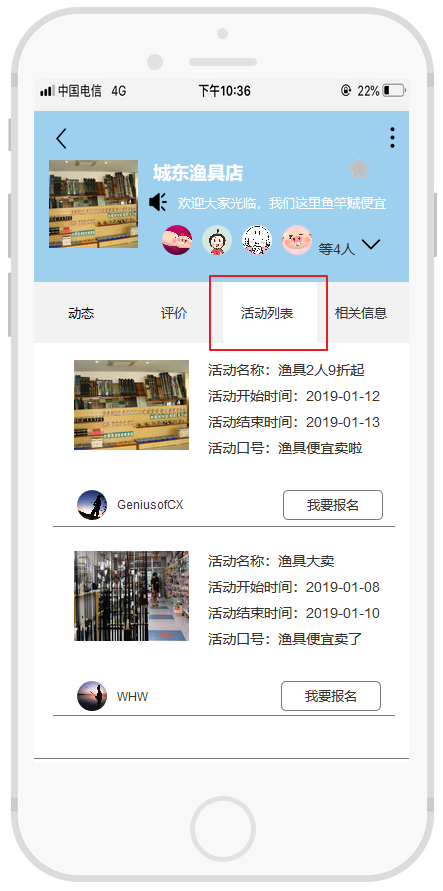 中国电信 4G 下午10:36 22%
城东渔具店
欢迎大家光临，我们这里鱼竿贼便宜
等4人
动态 评价 活动列表 相关信息
活动名称：渔具2人9折起
活动开始时间：2019-01-12
活动结束时间：2019-01-13
活动口号：渔具便宜卖啦
GeniusofCX 我要报名
活动名称：渔具大卖
活动开始时间：2019-01-08
活动结束时间：2019-01-10
活动口号：渔具便宜卖了
WHW 我要报名